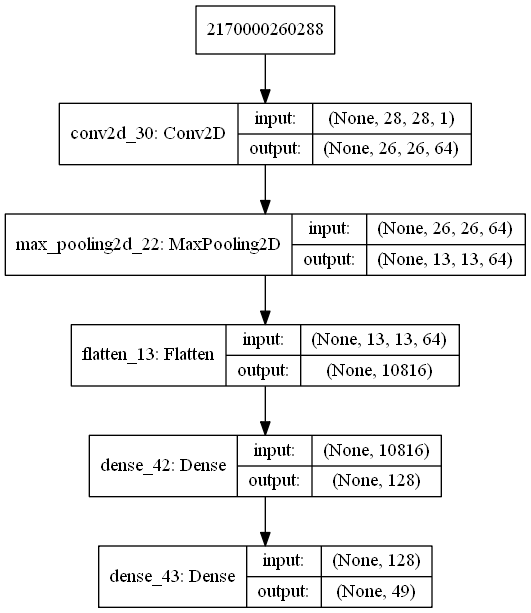 2170000260288
conv2d_30: Conv2D
input: (None, 28, 28, 1)
output: (None, 26, 26, 64)
max_pooling2d_22: MaxPooling2D
input: (None, 26, 26, 64)
output: (None, 13, 13, 64)
flatten_13: Flatten
input: (None, 13, 13, 64)
output: (None, 10816)
dense_42: Dense
input: (None, 10816)
output: (None, 128)
dense_43: Dense
input: (None, 128)
output: (None, 49)